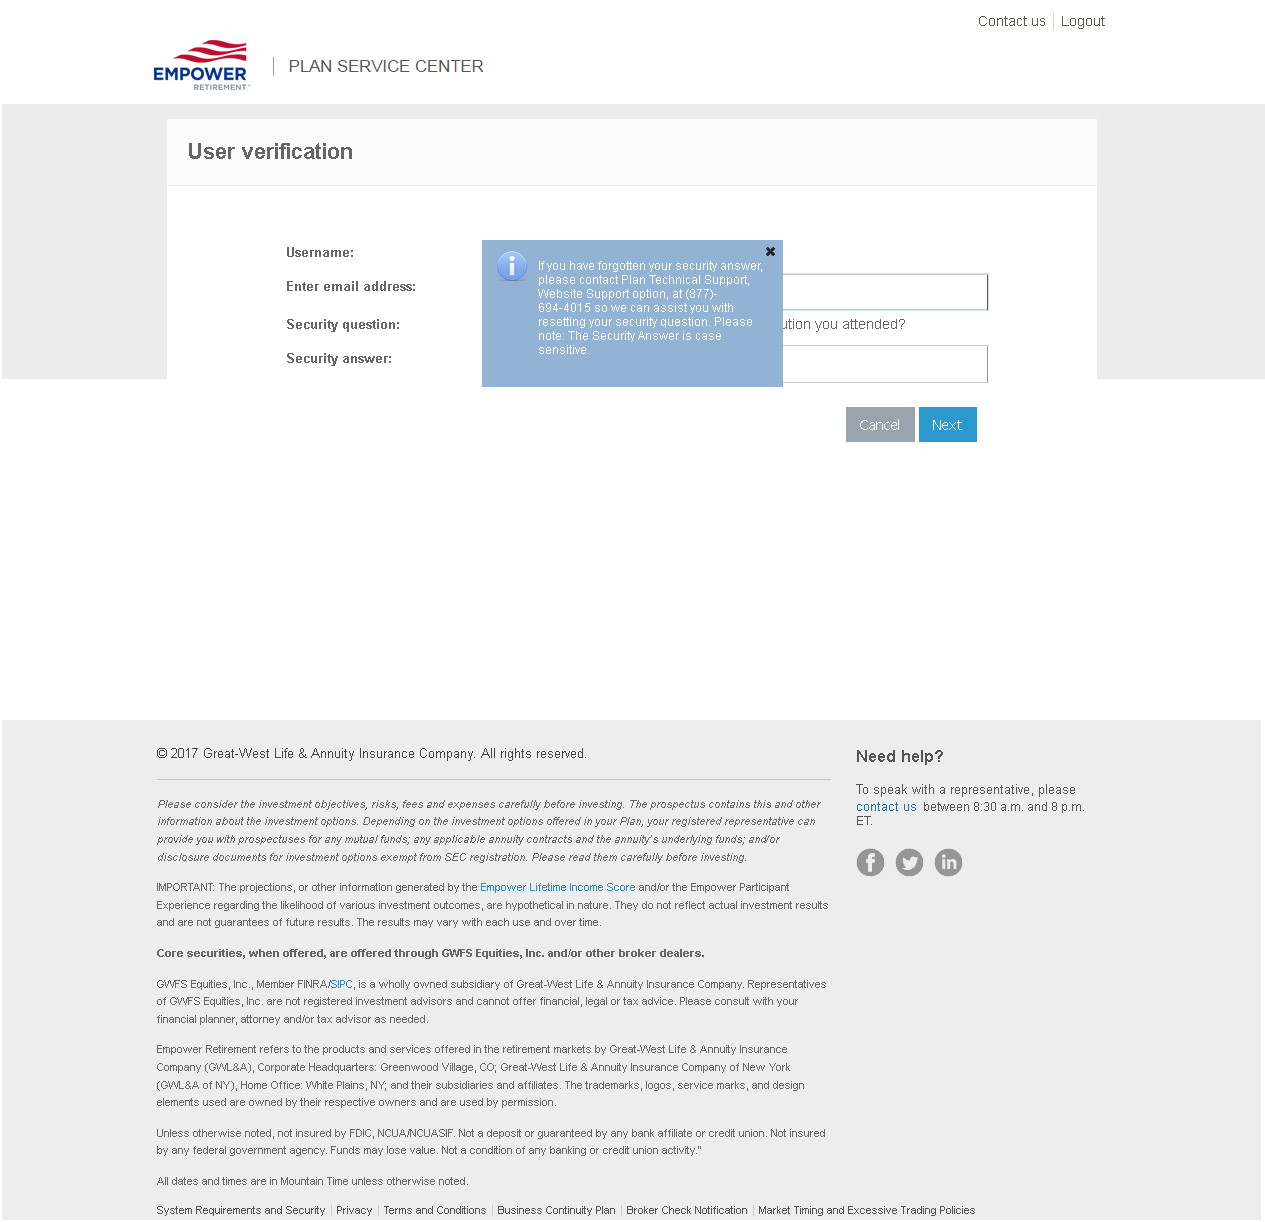 Contact us Logout
EMPOWER
RETIREMENT
PLAN SERVICE CENTER
User verification
Username:
Enter email address:
Security question:
Security answer:
If you have forgotten your security answer,
please contact Plan Technical Support,
Website Support option, at (877)-
694-4015 so we can assist you with
resetting your security question. Please
note: The Security Answer is case
sensitive.
you attended?
Cancel Next
© 2017 Great-West Life & Annuity Insurance Company. All rights reserved.
Please consider the investment objectives, risks, fees and expenses carefully before investing. The prospectus contains this and other
information about the investment options. Depending on the investment options offered in your Plan, your registered representative can
provide you with prospectuses for any mutual funds; any applicable annuity contracts and the annuity's underlying funds; and/or
disclosure documents for investment options exempt from SEC registration. Please read them carefully before investing.
IMPORTANT: The projections, or other information generated by the Empower Lifetime Income Score and/or the Empower Participant
Experience regarding the likelihood of various investment outcomes, are hypothetical in nature. They do not reflect actual investment results
and are not guarantees of future results. The results may vary with each use and over time.
Core securities, when offered, are offered through GWFS Equities, Inc. and/or other broker dealers.
GWFS Equities, Inc., Member FINRA/SIPC, is a wholly owned subsidiary of Great-West Life & Annuity Insurance Company. Representatives
of GWFS Equities, Inc. are not registered investment advisors and cannot offer financial, legal or tax advice. Please consult with your
financial planner, attorney and/or tax advisor as needed.
Empower Retirement refers to the products and services offered in the retirement markets by Great-West Life & Annuity Insurance
Company (GWL&A), Corporate Headquarters: Greenwood Village, CO; Great-West Life & Annuity Insurance Company of New York
(GWL&A of NY), Home Office: White Plains, NY; and their subsidiaries and affiliates. The trademarks, logos, service marks, and design
elements used are owned by their respective owners and are used by permission.
Unless otherwise noted, not insured by FDIC, NCUA/NCUASIF. Not a deposit or guaranteed by any bank affiliate or credit union. Not insured
by any federal government agency. Funds may lose value. Not a condition of any banking or credit union activity."
All dates and times are in Mountain Time unless otherwise noted.
System Requirements and Security Privacy Terms and Conditions Business Continuity Plan Broker Check Notification Market Timing and Excessive Trading Policies
Need help?
To speak with a representative, please
contact us between 8:30 a.m. and 8 p.m.
ET.